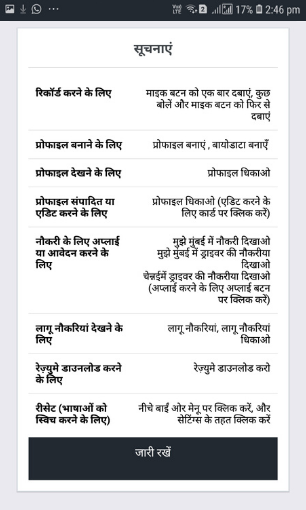 17% 2:46 pm
सूचनाएं
रिकॉर्ड करने के लिए
माइक बटन को एक बार दबाएं, कुछ
बोलें और माइक बटन को फिर से
दबाएं
प्रोफाइल बनाने के लिए
प्रोफाइल बनाएं , बायोडाटा बनाएँ
प्रोफ़ाइल देखने के लिए
प्रोफाइल धिकाओ
प्रोफ़ाइल संपादित या
एडिट करने के लिए
प्रोफाइल धिकाओ (एडिट करने के
लिए कार्ड पर क्लिक करें)
नौकरी के लिए अप्लाई
या आवेदन करने के
लिए
मुझे मुंबई में नौकरी दिखाओ
मुझे मुंबई में ड्राइवर की नौकरीया
दिखाओ
चेन्नईमें ड्राइवर की नौकरीया दिखाओ
(अप्लाई करने के लिए अप्लाई बटन
पर क्लिक करें)
लागू नौकरियां देखने के
लिए
लागू नौकरियां, लागू नौकरियां
धिकाओ
रेज़्युमे डाउनलोड करने
के लिए
रेज़्युमे डाउनलोड करो
रीसेट (भाषाओं को
स्विच करने के लिए)
नीचे बाईं ओर मेनू पर क्लिक करें, और
सेटिंग्स के तहत क्लिक करें
जारी रखें